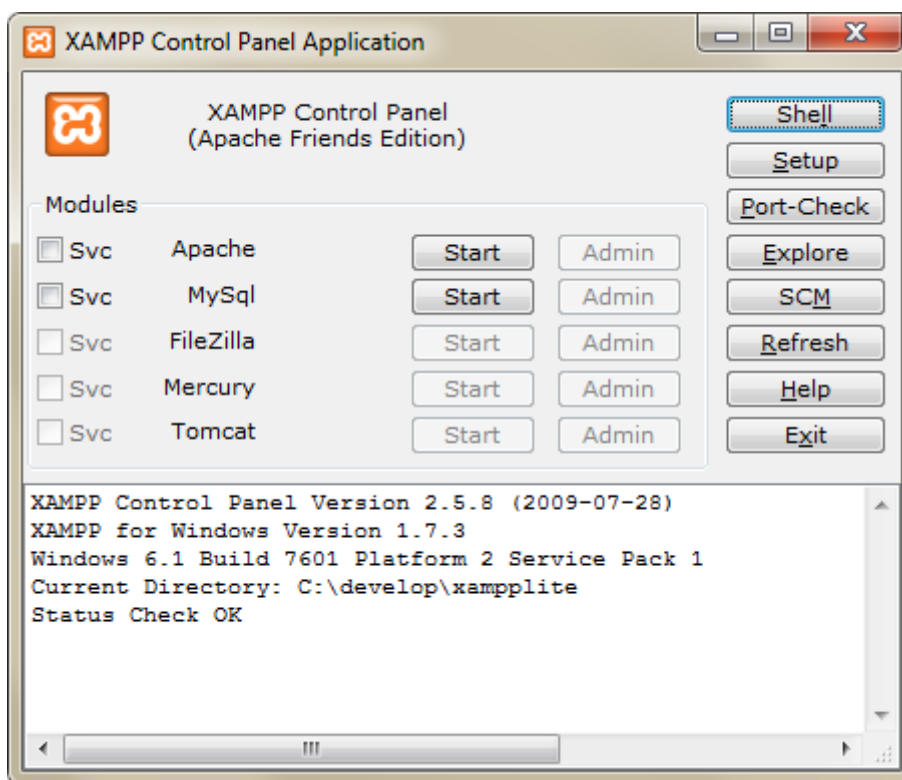 XAMPP Control Panel Application
XAMPP Control Panel
(Apache Friends Edition)
Shell
Setup
Modules
Port-Check
Svc Apache Start Admin Explore
Svc MySql Start Admin SCM
Svc FileZilla Start Admin Refresh
Svc Mercury Start Admin Help
Svc Tomcat Start Admin Exit
XAMPP Control Panel Version 2.5.8 (2009-07-28)
XAMPP for Windows Version 1.7.3
Windows 6.1 Build 7601 Platform 2 Service Pack 1
Current Directory: C:\develop\xampplite
Status Check OK